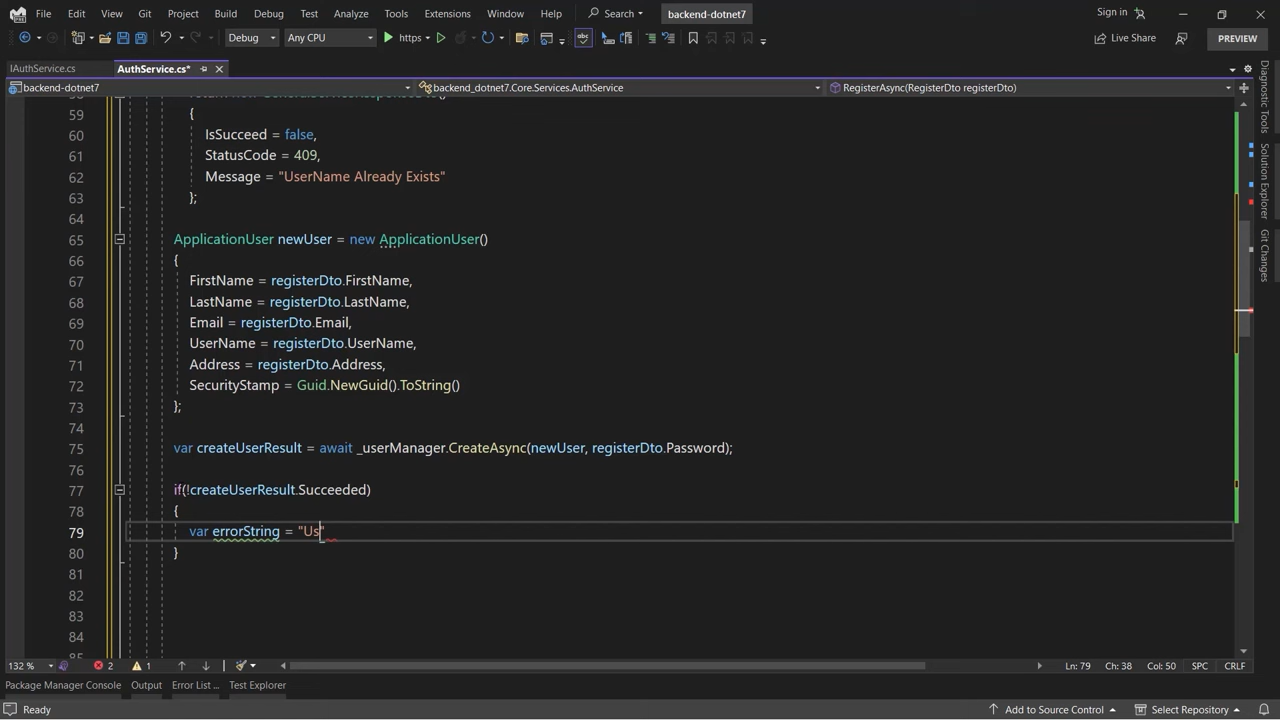 File Edit View Git Project Build Debug Test Analyze Tools Extensions Window Help Search backend-dotnet7 Sign in
Debug Any CPU https Live Share PREVIEW
IAuthService.cs AuthService.cs*
backend-dotnet7 backend_dotnet7.Core.Services.AuthService RegisterAsync(RegisterDto registerDto)
59 {
60 IsSucceed = false,
61 StatusCode = 409,
62 Message = "UserName Already Exists"
63 };
64
65 ApplicationUser newUser = new ApplicationUser()
66 {
67 FirstName = registerDto.FirstName,
68 LastName = registerDto.LastName,
69 Email = registerDto.Email,
70 UserName = registerDto.UserName,
71 Address = registerDto.Address,
72 SecurityStamp = Guid.NewGuid().ToString()
73 };
74
75 var createUserResult = await _userManager.CreateAsync(newUser, registerDto.Password);
76
77 if(!createUserResult.Succeeded)
78 {
79 var errorString = "Us"
80 }
81
82
83
84
132 % 2 1 Ln: 79 Ch: 38 Col: 50 SPC CRLF
Package Manager Console Output Error List ... Test Explorer
Ready Add to Source Control Select Repository
Diagnostic Tools
Solution Explorer
Git Changes